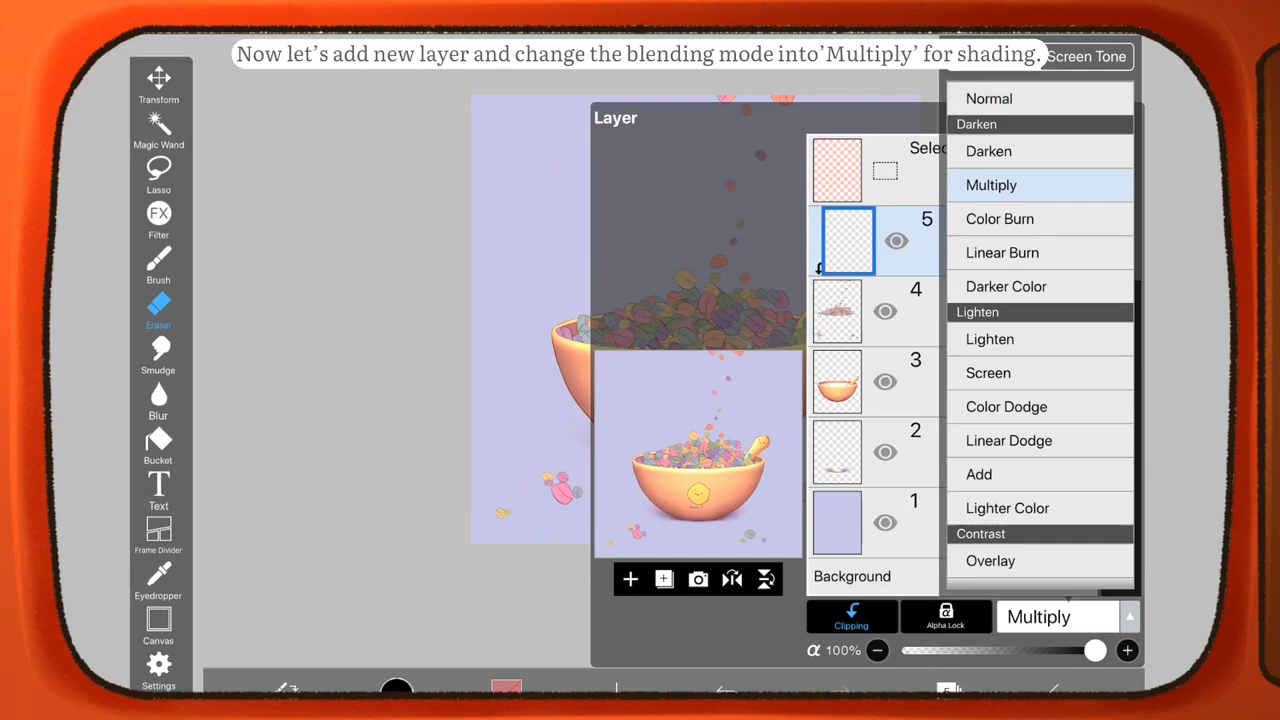 Now let's add new layer and change the blending mode into'Multiply' for shading.
Screen Tone
Transform
Magic Wand
Lasso
FX
Filter
Brush
Eraser
Smudge
Blur
Bucket
T
Text
Frame Divider
Eyedropper
Canvas
Settings
Layer
Selec
5
4
3
2
1
Background
Normal
Darken
Darken
Multiply
Color Burn
Linear Burn
Darker Color
Lighten
Lighten
Screen
Color Dodge
Linear Dodge
Add
Lighter Color
Contrast
Overlay
Clipping
Alpha Lock
Multiply
α 100%